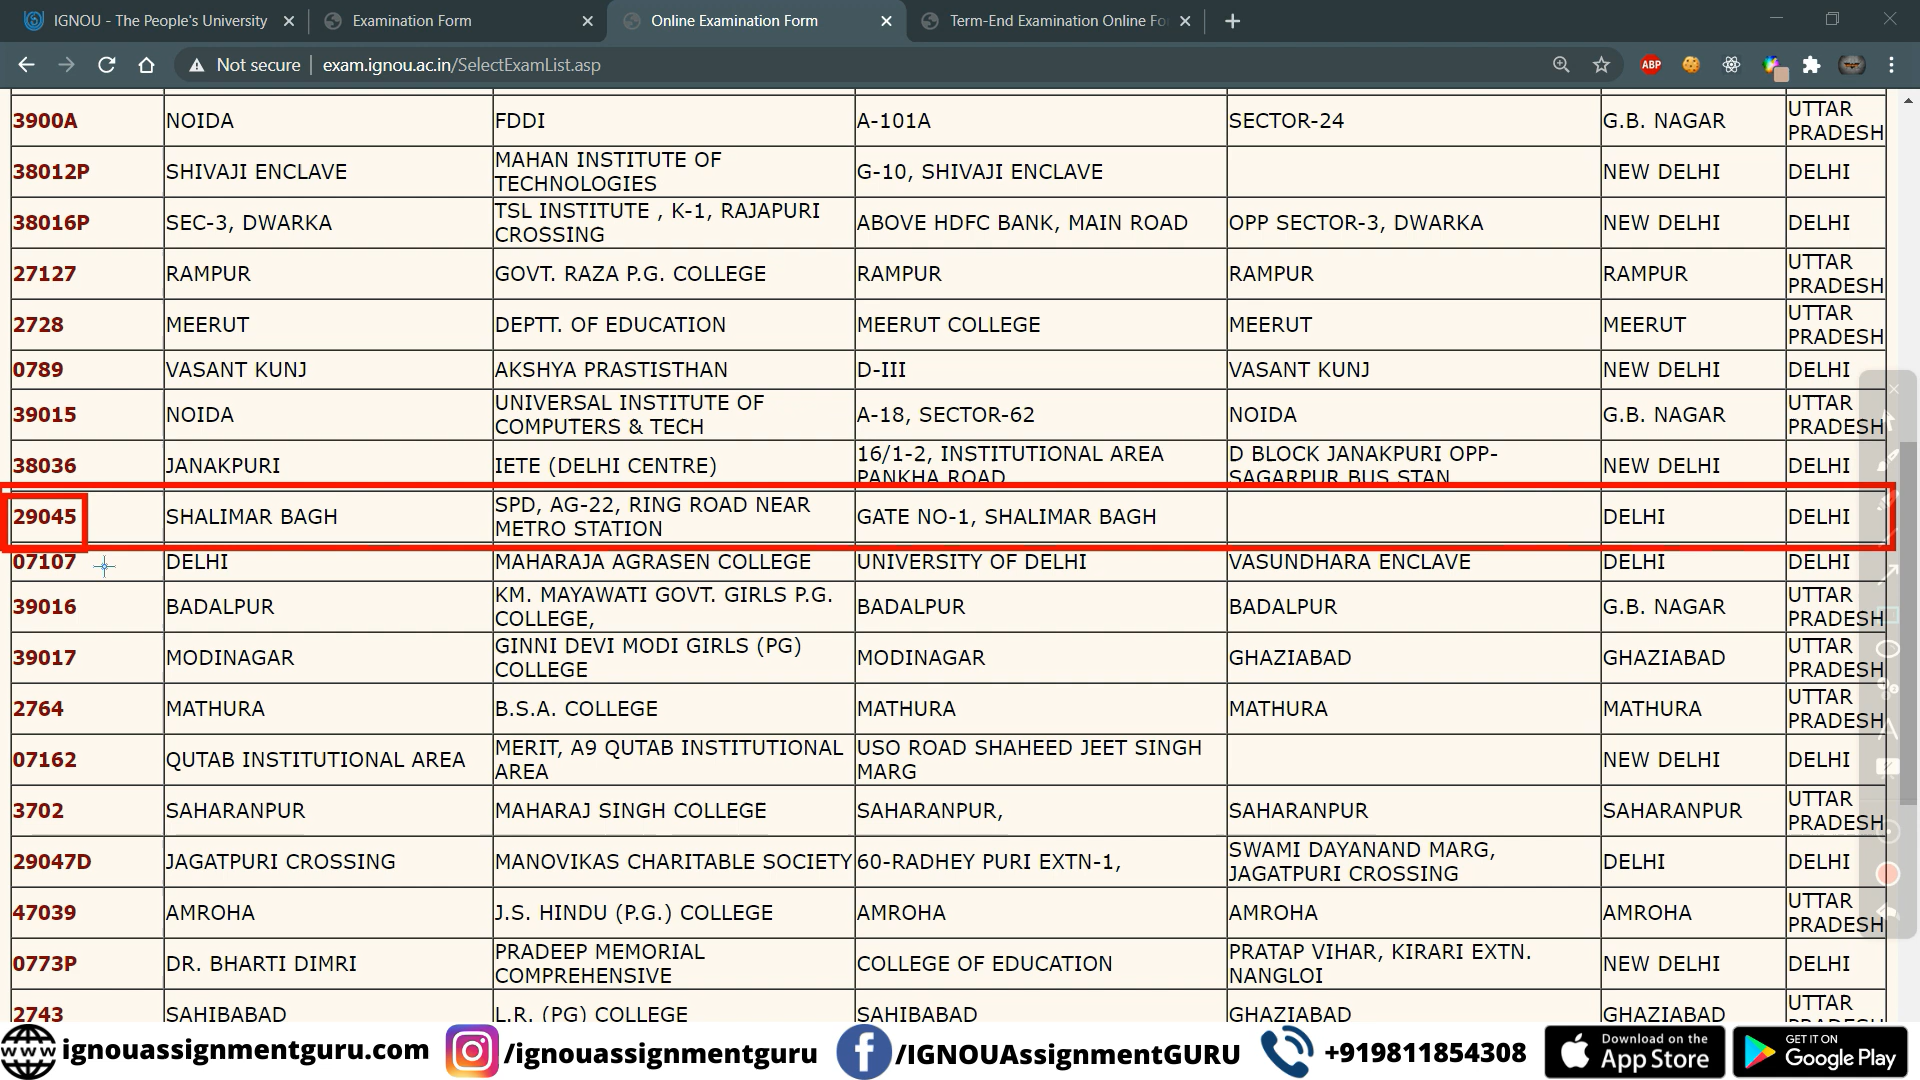 IGNOU - The People's University
Examination Form
Online Examination Form
Term-End Examination Online Fo
Not secure | exam.ignou.ac.in/SelectExamList.asp
ABP
3900A NOIDA FDDI A-101A SECTOR-24 G.B. NAGAR UTTAR PRADESH
38012P SHIVAJI ENCLAVE MAHAN INSTITUTE OF TECHNOLOGIES G-10, SHIVAJI ENCLAVE NEW DELHI DELHI
38016P SEC-3, DWARKA TSL INSTITUTE , K-1, RAJAPURI CROSSING ABOVE HDFC BANK, MAIN ROAD OPP SECTOR-3, DWARKA NEW DELHI DELHI
27127 RAMPUR GOVT. RAZA P.G. COLLEGE RAMPUR RAMPUR RAMPUR UTTAR PRADESH
2728 MEERUT DEPTT. OF EDUCATION MEERUT COLLEGE MEERUT MEERUT UTTAR PRADESH
0789 VASANT KUNJ AKSHYA PRASTISTHAN D-III VASANT KUNJ NEW DELHI DELHI
39015 NOIDA UNIVERSAL INSTITUTE OF COMPUTERS & TECH A-18, SECTOR-62 NOIDA G.B. NAGAR UTTAR PRADESH
38036 JANAKPURI IETE (DELHI CENTRE) 16/1-2, INSTITUTIONAL AREA PANKHA ROAD D BLOCK JANAKPURI OPP-SAGARPUR BUS STAN NEW DELHI DELHI
29045 SHALIMAR BAGH SPD, AG-22, RING ROAD NEAR METRO STATION GATE NO-1, SHALIMAR BAGH DELHI DELHI
07107 DELHI MAHARAJA AGRASEN COLLEGE UNIVERSITY OF DELHI VASUNDHARA ENCLAVE DELHI DELHI
39016 BADALPUR KM. MAYAWATI GOVT. GIRLS P.G. COLLEGE, BADALPUR BADALPUR G.B. NAGAR UTTAR PRADESH
39017 MODINAGAR GINNI DEVI MODI GIRLS (PG) COLLEGE MODINAGAR GHAZIABAD GHAZIABAD UTTAR PRADESH
2764 MATHURA B.S.A. COLLEGE MATHURA MATHURA MATHURA UTTAR PRADESH
07162 QUTAB INSTITUTIONAL AREA MERIT, A9 QUTAB INSTITUTIONAL AREA USO ROAD SHAHEED JEET SINGH MARG NEW DELHI DELHI
3702 SAHARANPUR MAHARAJ SINGH COLLEGE SAHARANPUR, SAHARANPUR SAHARANPUR UTTAR PRADESH
29047D JAGATPURI CROSSING MANOVIKAS CHARITABLE SOCIETY 60-RADHEY PURI EXTN-1, SWAMI DAYANAND MARG, JAGATPURI CROSSING DELHI DELHI
47039 AMROHA J.S. HINDU (P.G.) COLLEGE AMROHA AMROHA AMROHA UTTAR PRADESH
0773P DR. BHARTI DIMRI PRADEEP MEMORIAL COMPREHENSIVE COLLEGE OF EDUCATION PRATAP VIHAR, KIRARI EXTN. NANGLOI NEW DELHI DELHI
2743 SAHIBABAD L.R. (PG) COLLEGE SAHIBABAD GHAZIABAD GHAZIABAD UTTAR
www ignouassignmentguru.com /ignouassignmentguru /IGNOUAssignmentGURU +919811854308 Download on the App Store GET IT ON Google Play